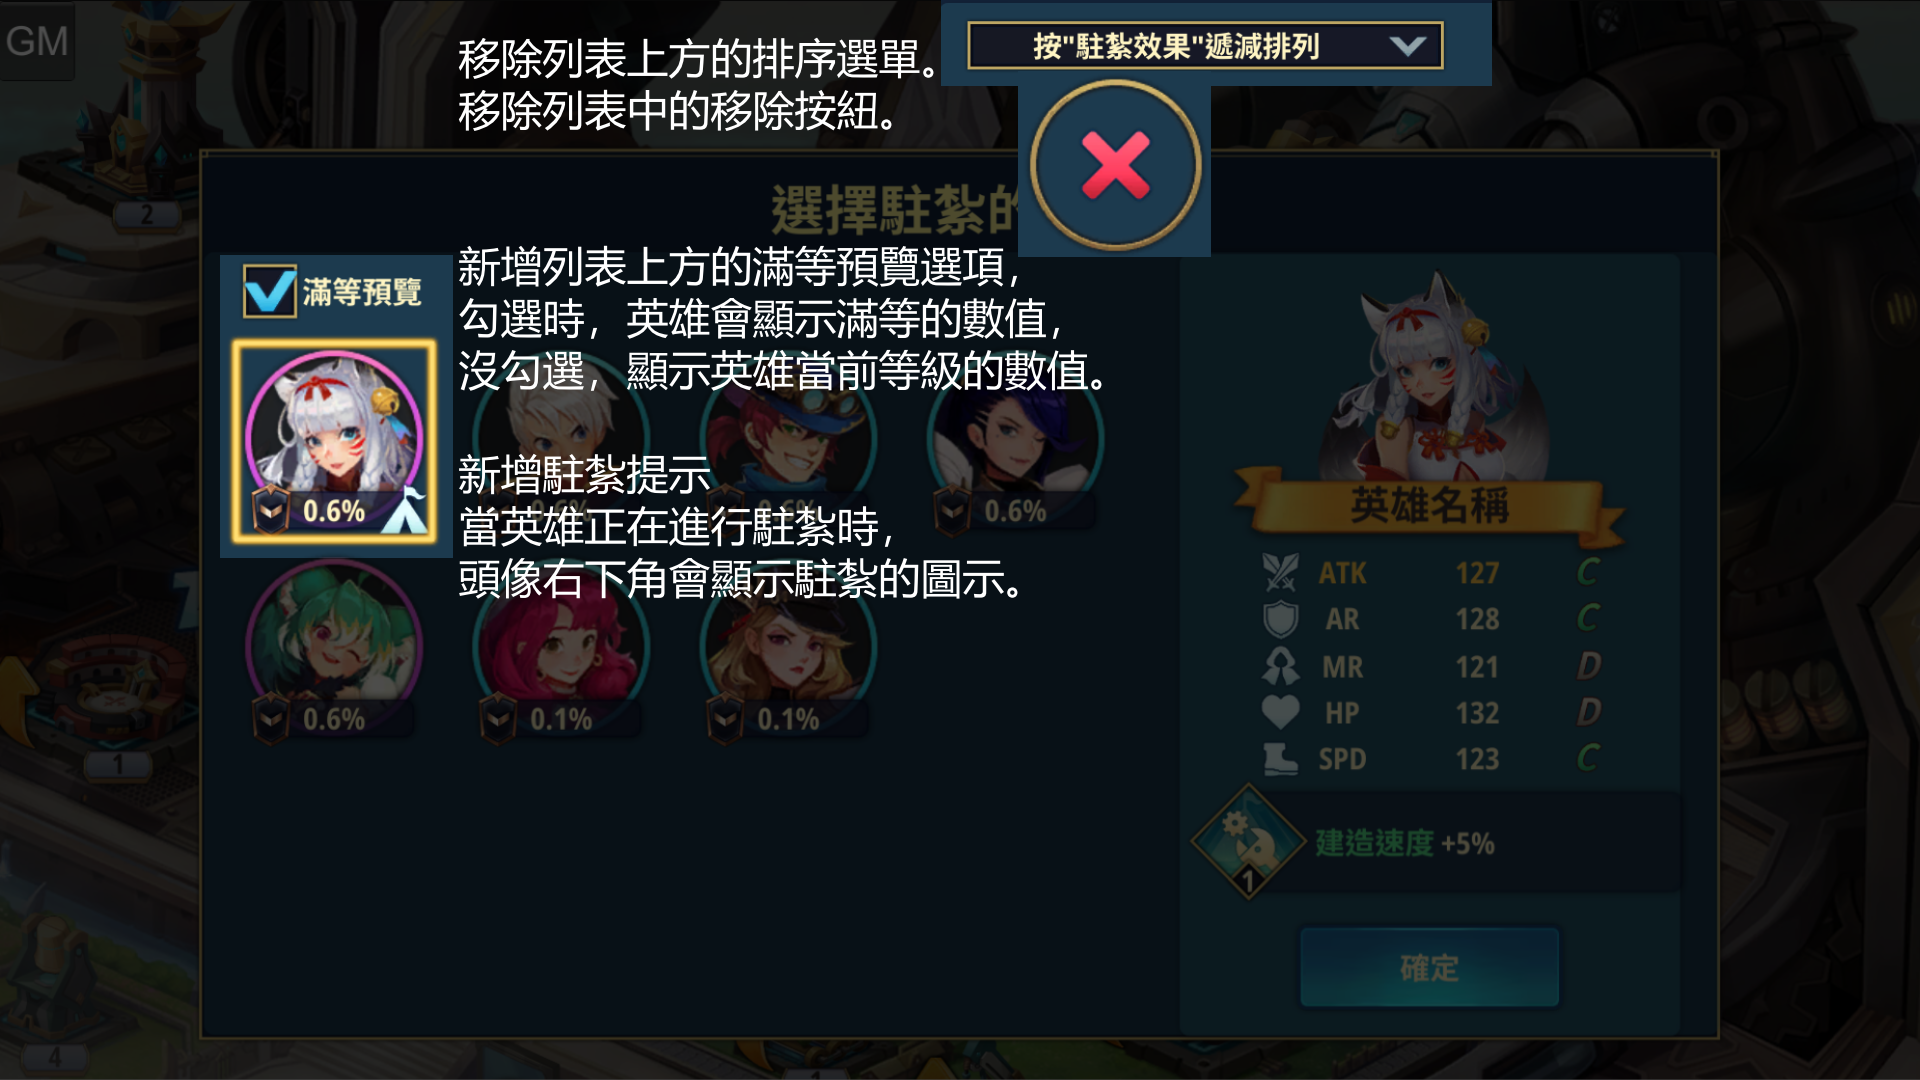 GM
移除列表上方的排序選單。
移除列表中的移除按紐。
按"駐紮效果"遞減排列
2
選擇駐紮的
滿等預覽
新增列表上方的滿等預覽選項，
勾選時，英雄會顯示滿等的數值，
沒勾選，顯示英雄當前等級的數值。
0.6%
0.6%
0.6%
0.6%
新增駐紮提示
當英雄正在進行駐紮時，
頭像右下角會顯示駐紮的圖示。
英雄名稱
ATK 127 C
AR 128 C
MR 121 D
HP 132 D
SPD 123 C
0.6%
0.1%
0.1%
1
建造速度 +5%
1
確定
4
1